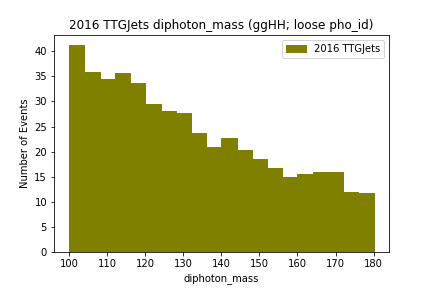 2016 TTGJets diphoton_mass (ggHH; loose pho_id)
2016 TTGJets
Number of Events
40
35
30
25
20
15
10
5
0
100 110 120 130 140 150 160 170 180
diphoton_mass